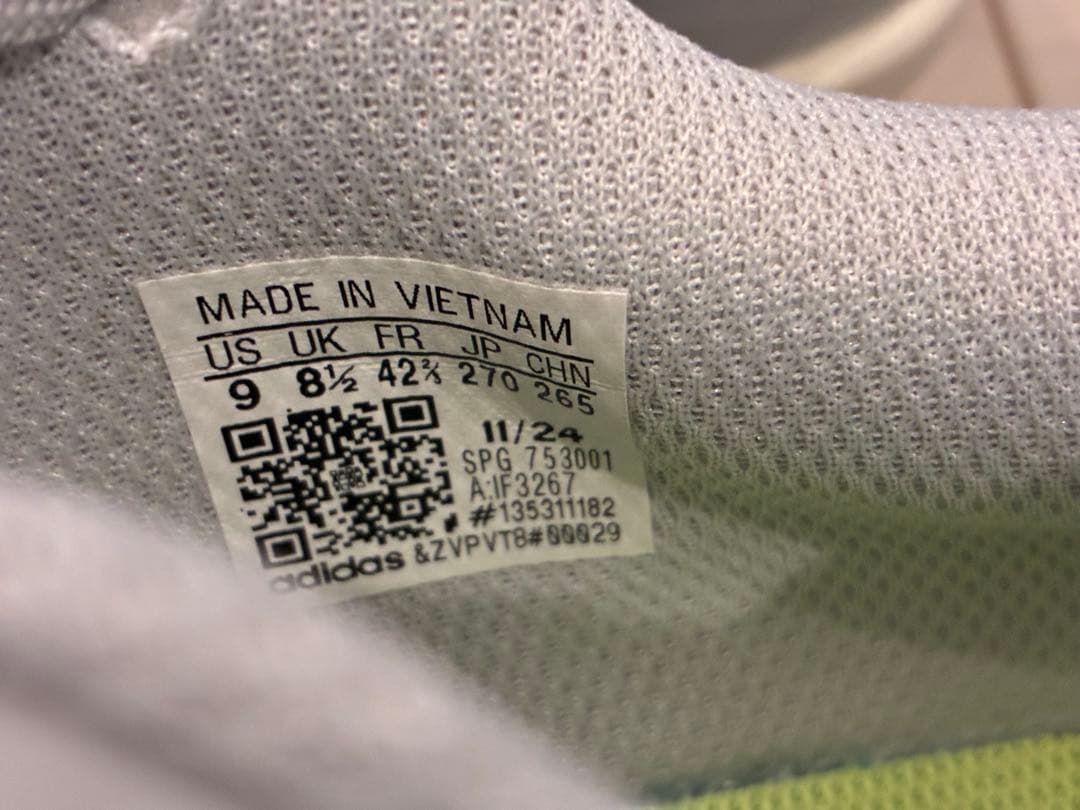 MADE IN VIETNAM
US UK FR JP CHN
9 8½ 42⅔ 270 265
11/24
SPG 753001
A:IF3267
#135311182
adidas &ZVPVT8#00029